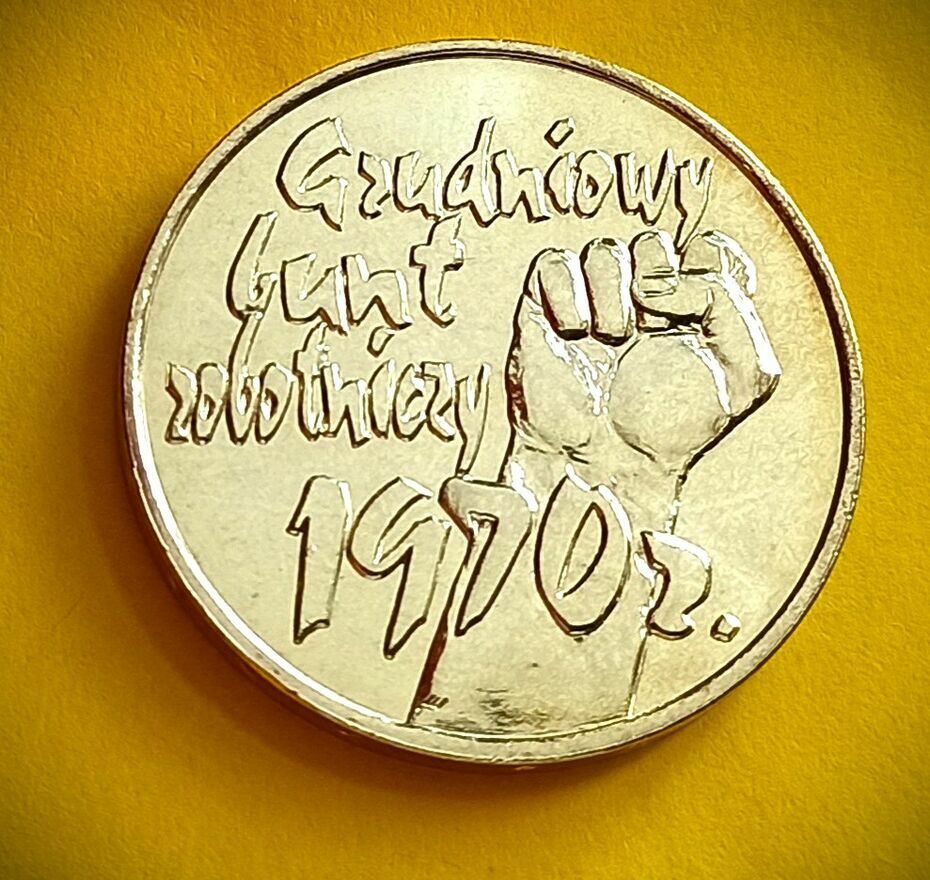 Grudniowy
bunt
robotniczy
1970 r.